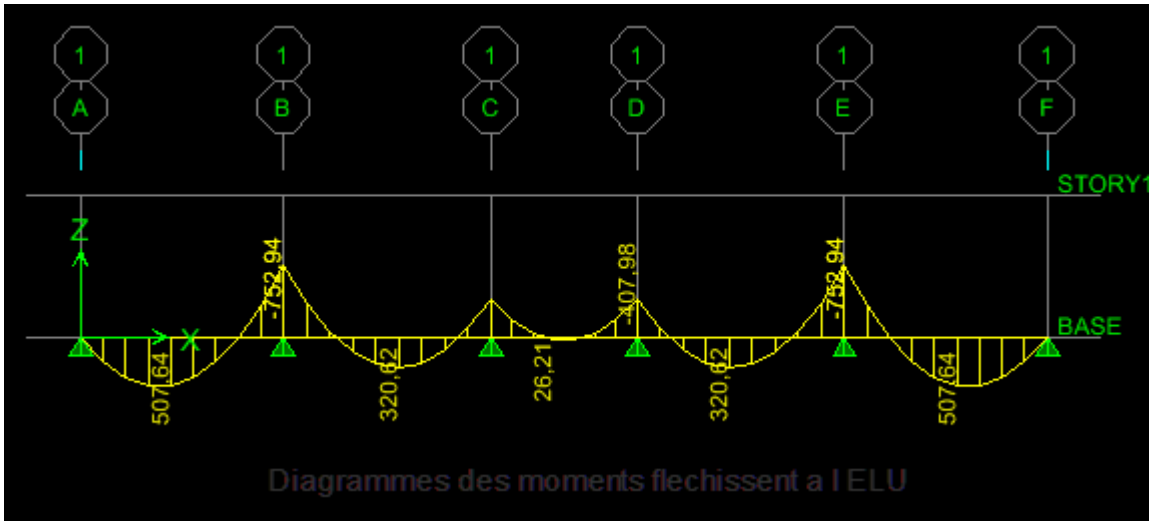 1 1 1 1 1 1
A B C D E F
STORY1
Z
-752,94 -407,98 -752,94
X
BASE
507,64 320,62 26,21 320,62 507,64
Diagrammes des moments flechissent a l ELU